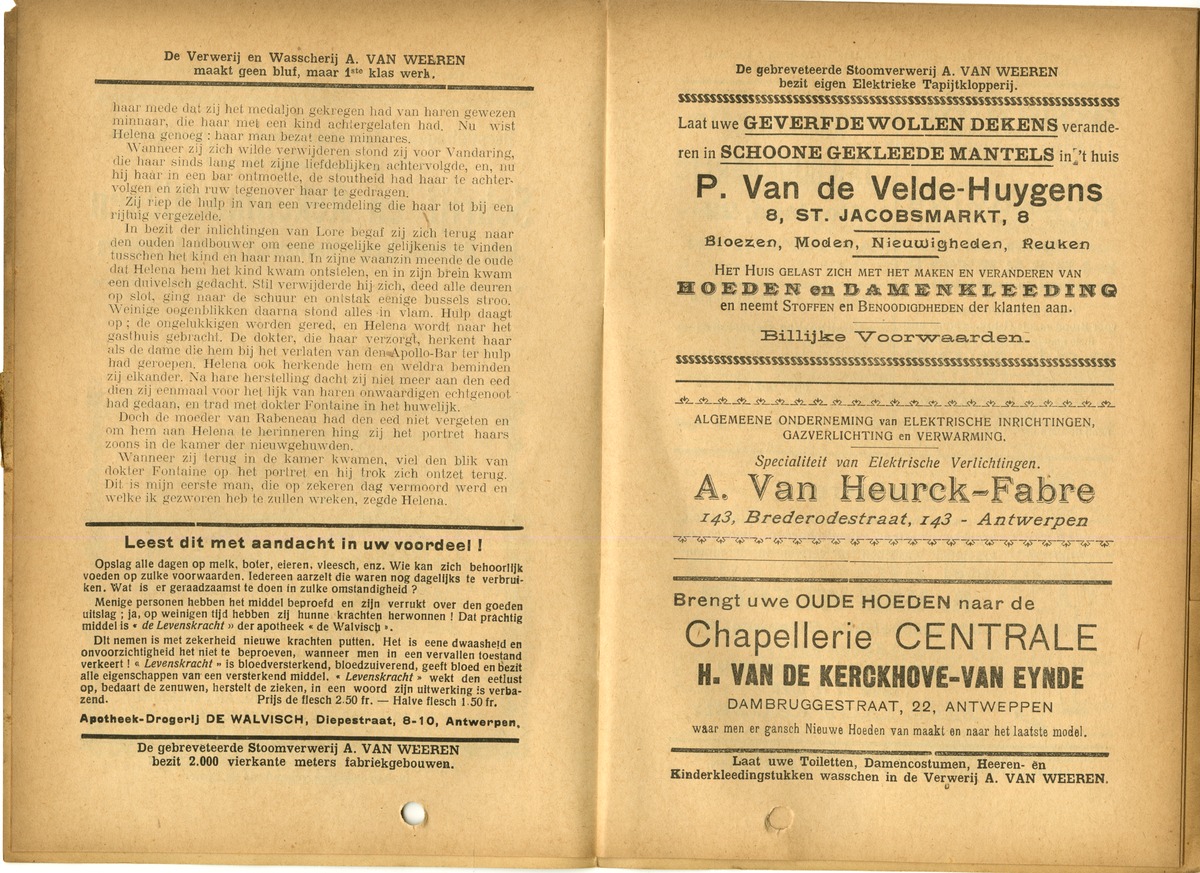 De Verwerij en Wasscherij A. VAN WEEREN
maakt geen bluf, maar 1ste klas werk.
haar mede dat zij het medaljon gekregen had van haren gewezen
minnaar, die haar met een kind achtergelaten had. Nu wist
Helena genoeg : haar man bezat eene minnares.
Wanneer zij zich wilde verwijderen stond zij voor Vandaring,
die haar sinds lang met zijne liefdeblijken achtervolgde, en, nu
hij haar in een bar ontmoette, de stoutheid had haar te achter-
volgen en zich ruw tegenover haar te gedragen.
Zij riep de hulp in van een vreemdeling die haar tot bij een
rijtuig vergezelde.
In bezit der inlichtingen van Lore begaf zij zich terug naar
den ouden landbouwer om eene mogelijke gelijkenis te vinden
tusschen het kind en haar man. In zijne waanzin meende de oude
dat Helena hem het kind kwam ontstelen, en in zijn brein kwam
een duivelsch gedacht. Stil verwijderde hij zich, deed alle deuren
op slot, ging naar de schuur en ontstak eenige bussels stroo.
Weinige oogenblikken daarna stond alles in vlam. Hulp daagt
op ; de ongelukkigen worden gered, en Helena wordt naar het
gasthuis gebracht. De dokter, die haar verzorgt, herkent haar
als de dame die hem bij het verlaten van den Apollo-Bar ter hulp
had geroepen. Helena ook herkende hem en weldra beminden
zij elkander. Na hare herstelling dacht zij niet meer aan den eed
dien zij eenmaal voor het lijk van haren onwaardigen echtgenoot
had gedaan, en trad met dokter Fontaine in het huwelijk.
Doch de moeder van Rabeneau had den eed niet vergeten en
om hem aan Helena te herinneren hing zij het portret haars
zoons in de kamer der nieuwgehuwden.
Wanneer zij terug in de kamer kwamen, viel den blik van
dokter Fontaine op het portret en hij trok zich ontzet terug.
Dit is mijn eerste man, die op zekeren dag vermoord werd en
welke ik gezworen heb te zullen wreken, zegde Helena.
Leest dit met aandacht in uw voordeel !
Opslag alle dagen op melk, boter, eieren, vleesch, enz. Wie kan zich behoorlijk
voeden op zulke voorwaarden. Iedereen aarzelt die waren nog dagelijks te verbrui-
ken. Wat is er geraadzaamst te doen in zulke omstandigheid ?
Menige personen hebben het middel beproefd en zijn verrukt over den goeden
uitslag ; ja, op weinigen tijd hebben zij hunne krachten herwonnen ! Dat prachtig
middel is « de Levenskracht » der apotheek « de Walvisch ».
Dit nemen is met zekerheid nieuwe krachten putten. Het is eene dwaasheid en
onvoorzichtigheid het niet te beproeven, wanneer men in een vervallen toestand
verkeert ! « Levenskracht » is bloedversterkend, bloedzuiverend, geeft bloed en bezit
alle eigenschappen van een versterkend middel. « Levenskracht » wekt den eetlust
op, bedaart de zenuwen, herstelt de zieken, in een woord zijn uitwerking is verba-
zend. Prijs de flesch 2.50 fr. — Halve flesch 1.50 fr.
Apotheek-Drogerij DE WALVISCH, Diepestraat, 8-10, Antwerpen.
De gebreveteerde Stoomverwerij A. VAN WEEREN
bezit 2.000 vierkante meters fabriekgebouwen.
De gebreveteerde Stoomverwerij A. VAN WEEREN
bezit eigen Elektrieke Tapijtklopperij.
Laat uwe GEVERFDE WOLLEN DEKENS verande-
ren in SCHOONE GEKLEEDE MANTELS in 't huis
P. Van de Velde-Huygens
8, ST. JACOBSMARKT, 8
Bloezen, Moden, Nieuwigheden, Reuken
HET HUIS GELAST ZICH MET HET MAKEN EN VERANDEREN VAN
HOEDEN en DAMENKLEEDING
en neemt STOFFEN en BENOODIGDHEDEN der klanten aan.
Billijke Voorwaarden.
ALGEMEENE ONDERNEMING van ELEKTRISCHE INRICHTINGEN,
GAZVERLICHTING en VERWARMING.
Specialiteit van Elektrische Verlichtingen.
A. Van Heurck-Fabre
143, Brederodestraat, 143 - Antwerpen
Brengt uwe OUDE HOEDEN naar de
Chapellerie CENTRALE
H. VAN DE KERCKHOVE-VAN EYNDE
DAMBRUGGESTRAAT, 22, ANTWEPPEN
waar men er gansch Nieuwe Hoeden van maakt en naar het laatste model.
Laat uwe Toiletten, Damencostumen, Heeren- en
Kinderkleedingstukken wasschen in de Verwerij A. VAN WEEREN.